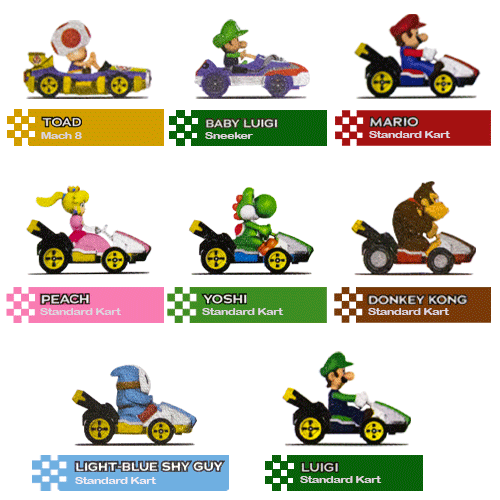 TOAD
Mach 8
BABY LUIGI
Sneeker
MARIO
Standard Kart
PEACH
Standard Kart
YOSHI
Standard Kart
DONKEY KONG
Standard Kart
LIGHT-BLUE SHY GUY
Standard Kart
LUIGI
Standard Kart